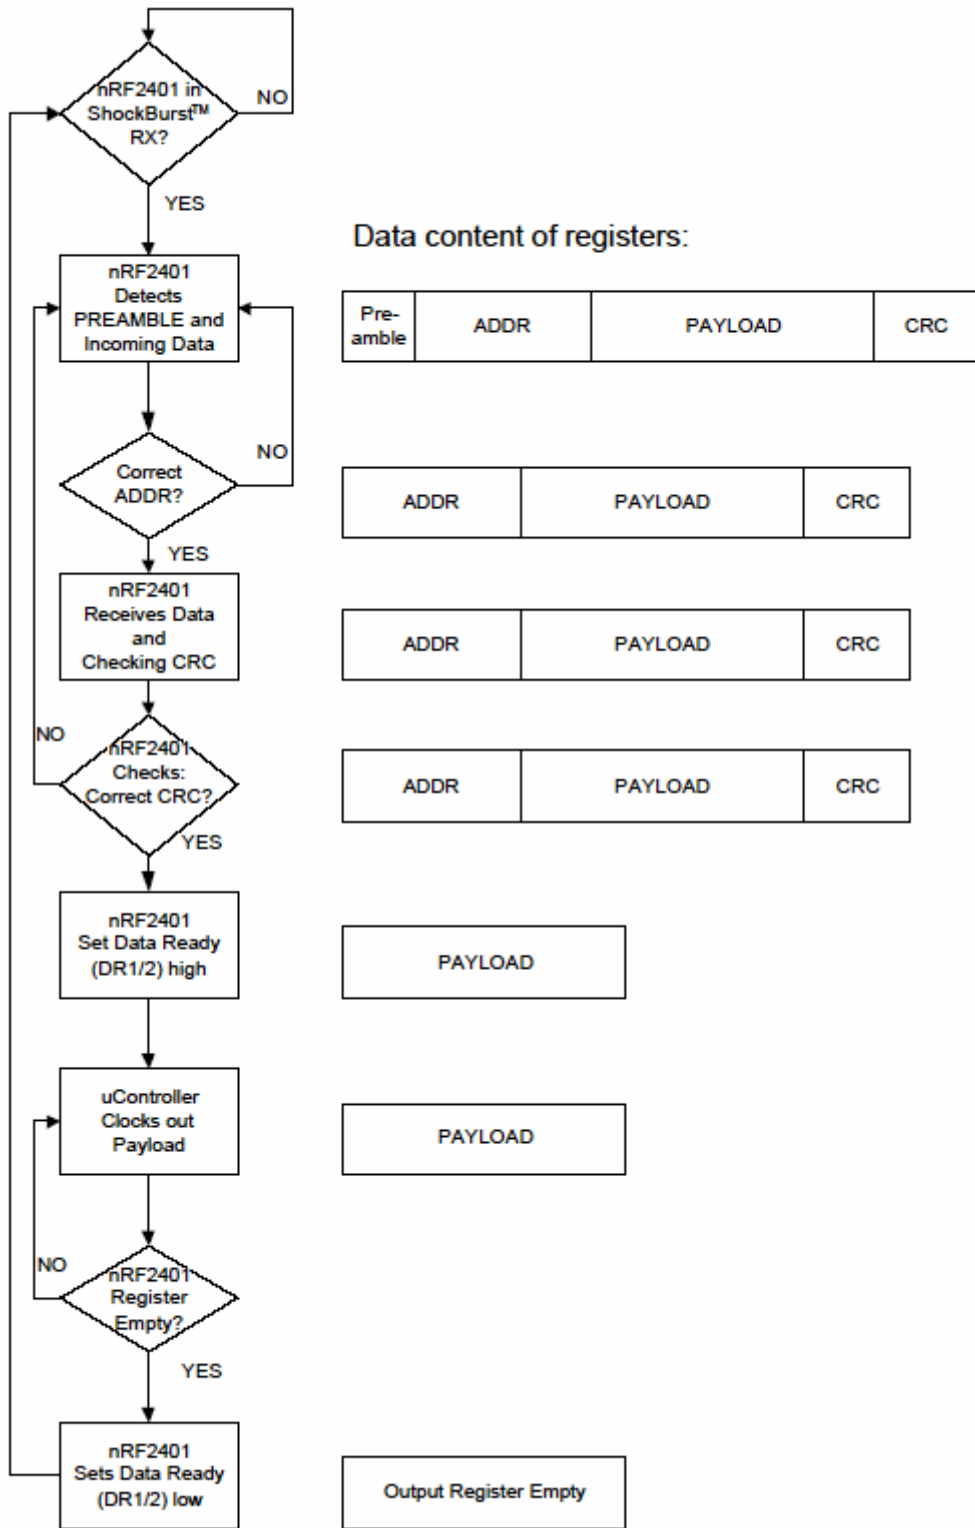 nRF2401 in
ShockBurst™
RX?
NO
YES
Data content of registers:
nRF2401
Detects
PREAMBLE and
Incoming Data
Pre-
amble
ADDR
PAYLOAD
CRC
Correct
ADDR?
NO
YES
ADDR
PAYLOAD
CRC
nRF2401
Receives Data
and
Checking CRC
ADDR
PAYLOAD
CRC
NO
nRF2401
Checks:
Correct CRC?
YES
ADDR
PAYLOAD
CRC
nRF2401
Set Data Ready
(DR1/2) high
PAYLOAD
uController
Clocks out
Payload
PAYLOAD
NO
nRF2401
Register
Empty?
YES
nRF2401
Sets Data Ready
(DR1/2) low
Output Register Empty